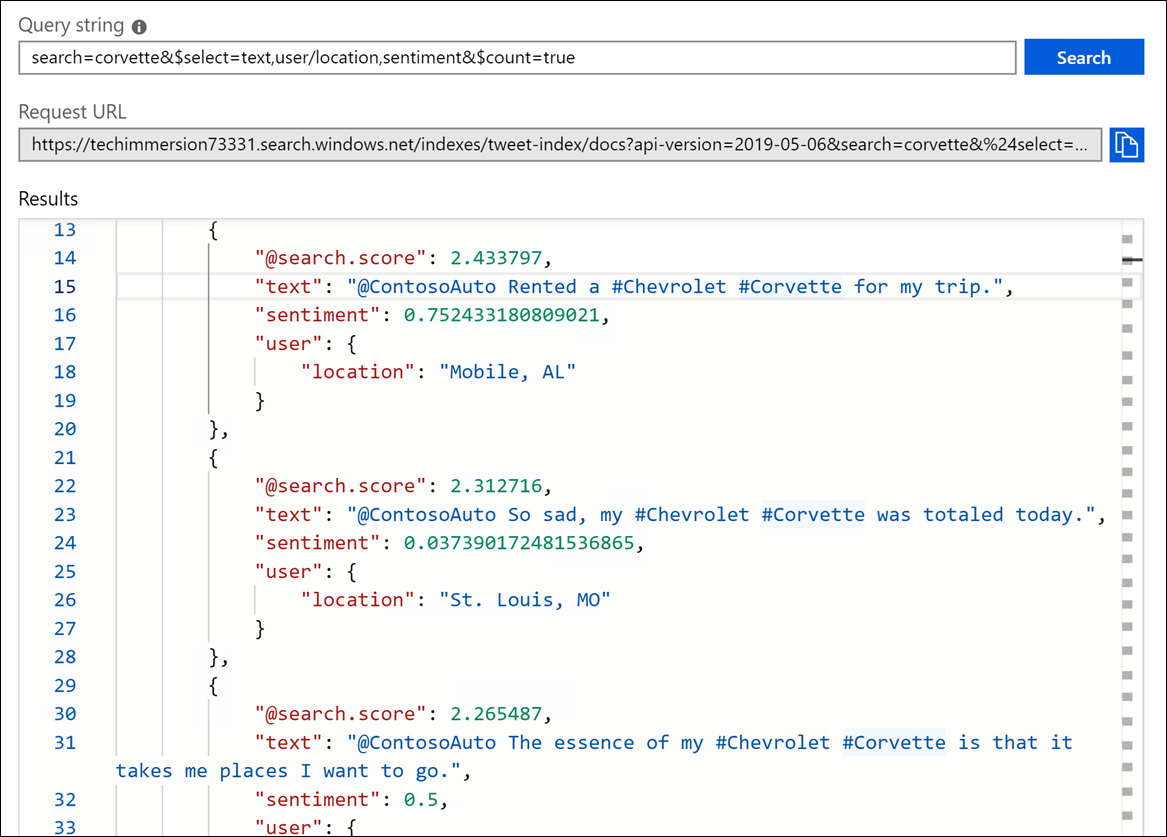 Query string
search=corvette&$select=text,user/location,sentiment&$count=true
Search
Request URL
https://techimmersion73331.search.windows.net/indexes/tweet-index/docs?api-version=2019-05-06&search=corvette&%24select=...
Results
13 {
14 "@search.score": 2.433797,
15 "text": "@ContosoAuto Rented a #Chevrolet #Corvette for my trip.",
16 "sentiment": 0.752433180809021,
17 "user": {
18 "location": "Mobile, AL"
19 }
20 },
21 {
22 "@search.score": 2.312716,
23 "text": "@ContosoAuto So sad, my #Chevrolet #Corvette was totaled today.",
24 "sentiment": 0.037390172481536865,
25 "user": {
26 "location": "St. Louis, MO"
27 }
28 },
29 {
30 "@search.score": 2.265487,
31 "text": "@ContosoAuto The essence of my #Chevrolet #Corvette is that it
takes me places I want to go.",
32 "sentiment": 0.5,
33 "user": {